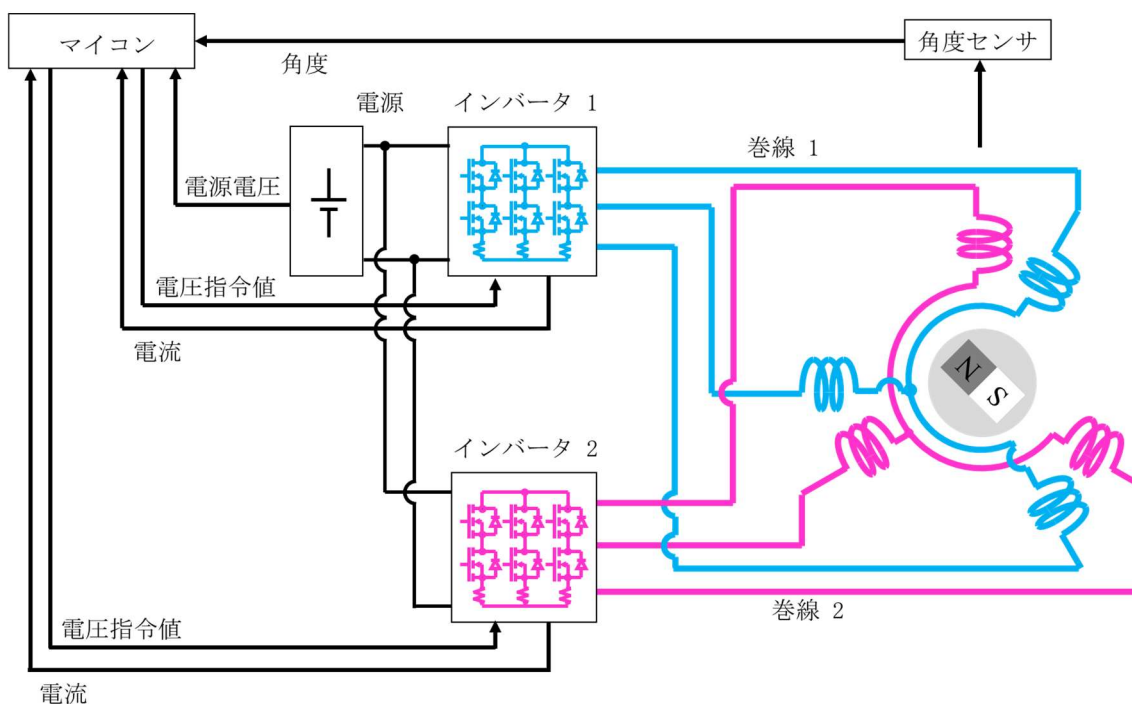 マイコン
角度センサ
角度
電源
インバータ 1
巻線 1
電源電圧
電圧指令値
電流
N
S
インバータ 2
巻線 2
電圧指令値
電流